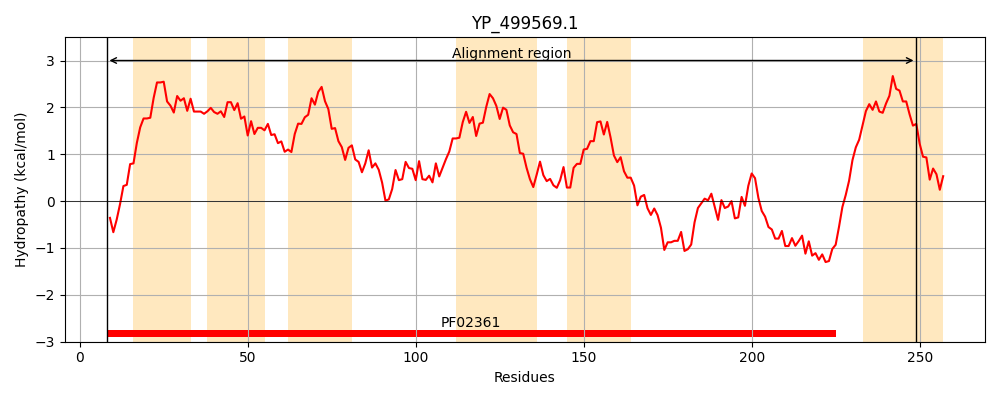 YP_499569.1
Alignment region
3
2
1
0
−1
−2
−3
Hydropathy (kcal/mol)
PF02361
0 50 100 150 200 250
Residues